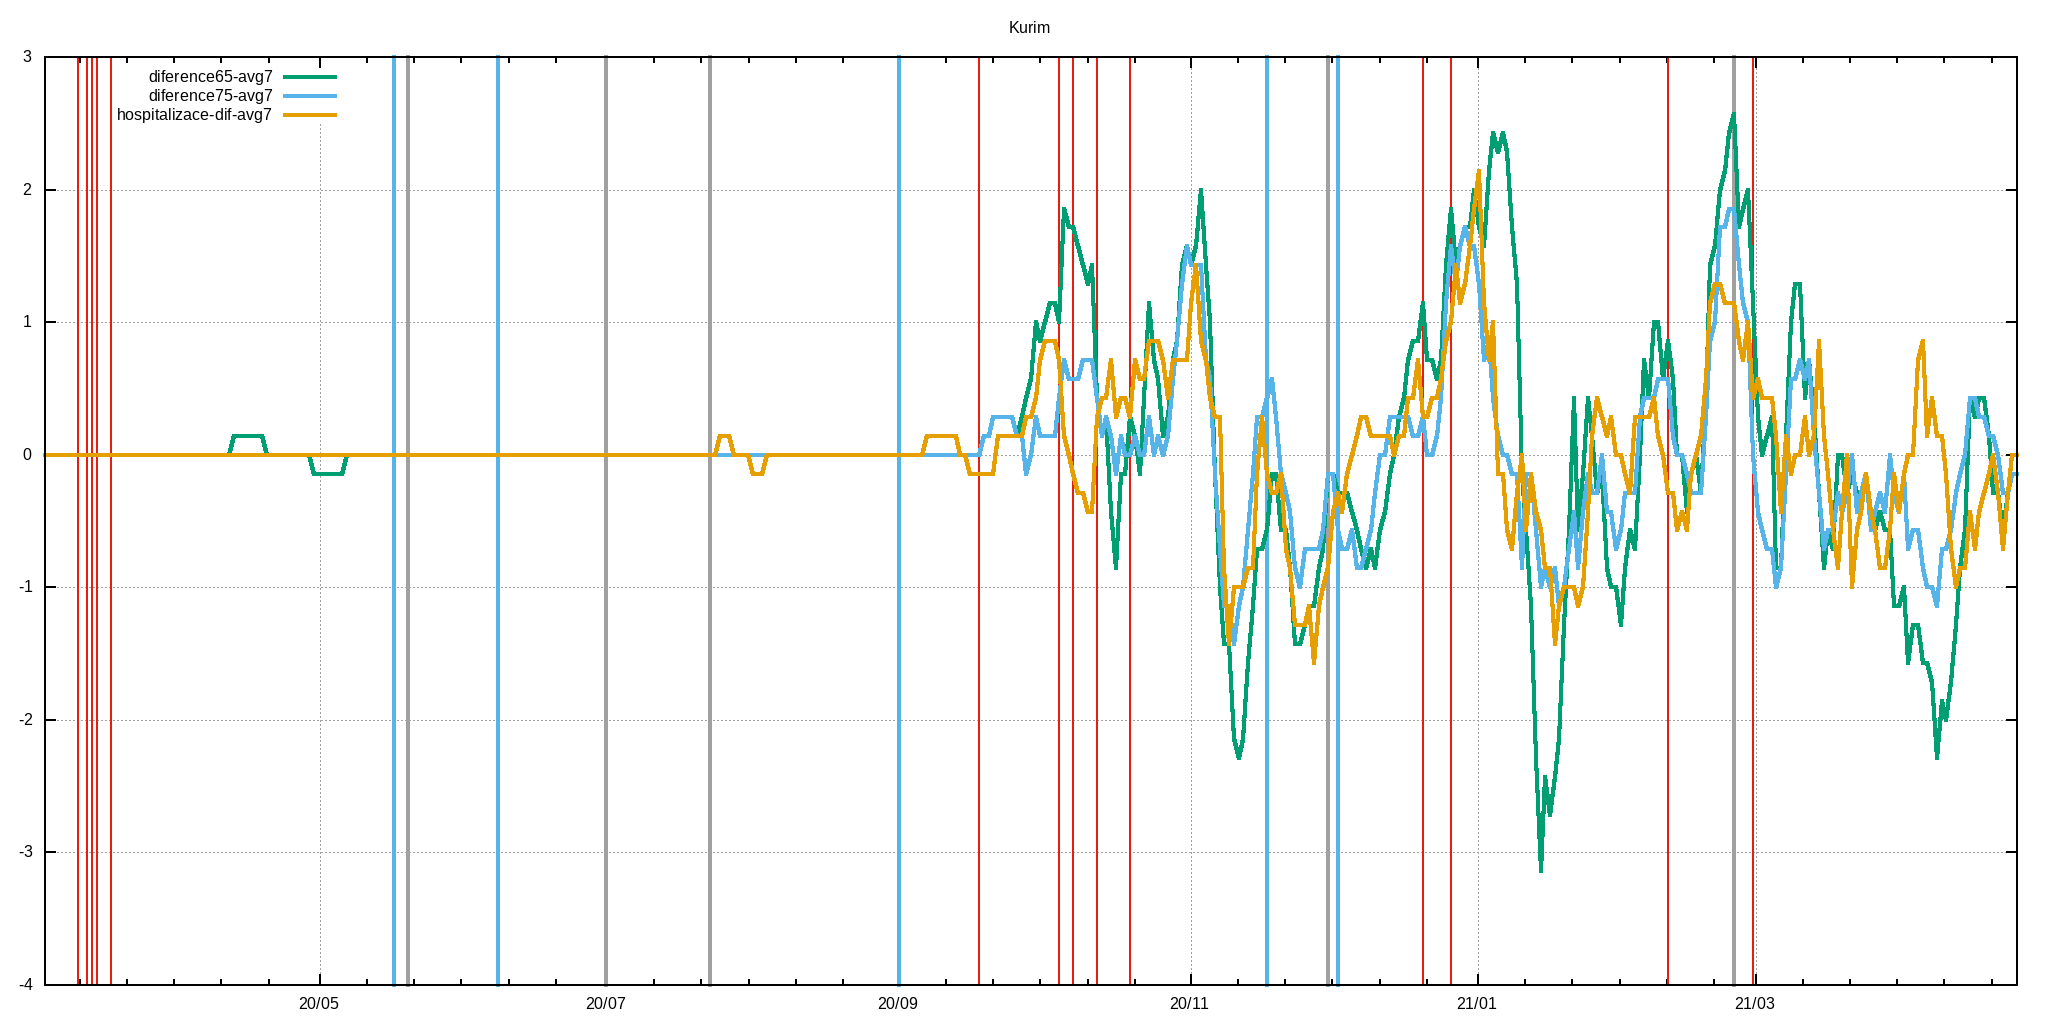 Kurim
3
diference65-avg7
diference75-avg7
hospitalizace-dif-avg7
2
1
0
-1
-2
-3
-4
20/05 20/07 20/09 20/11 21/01 21/03